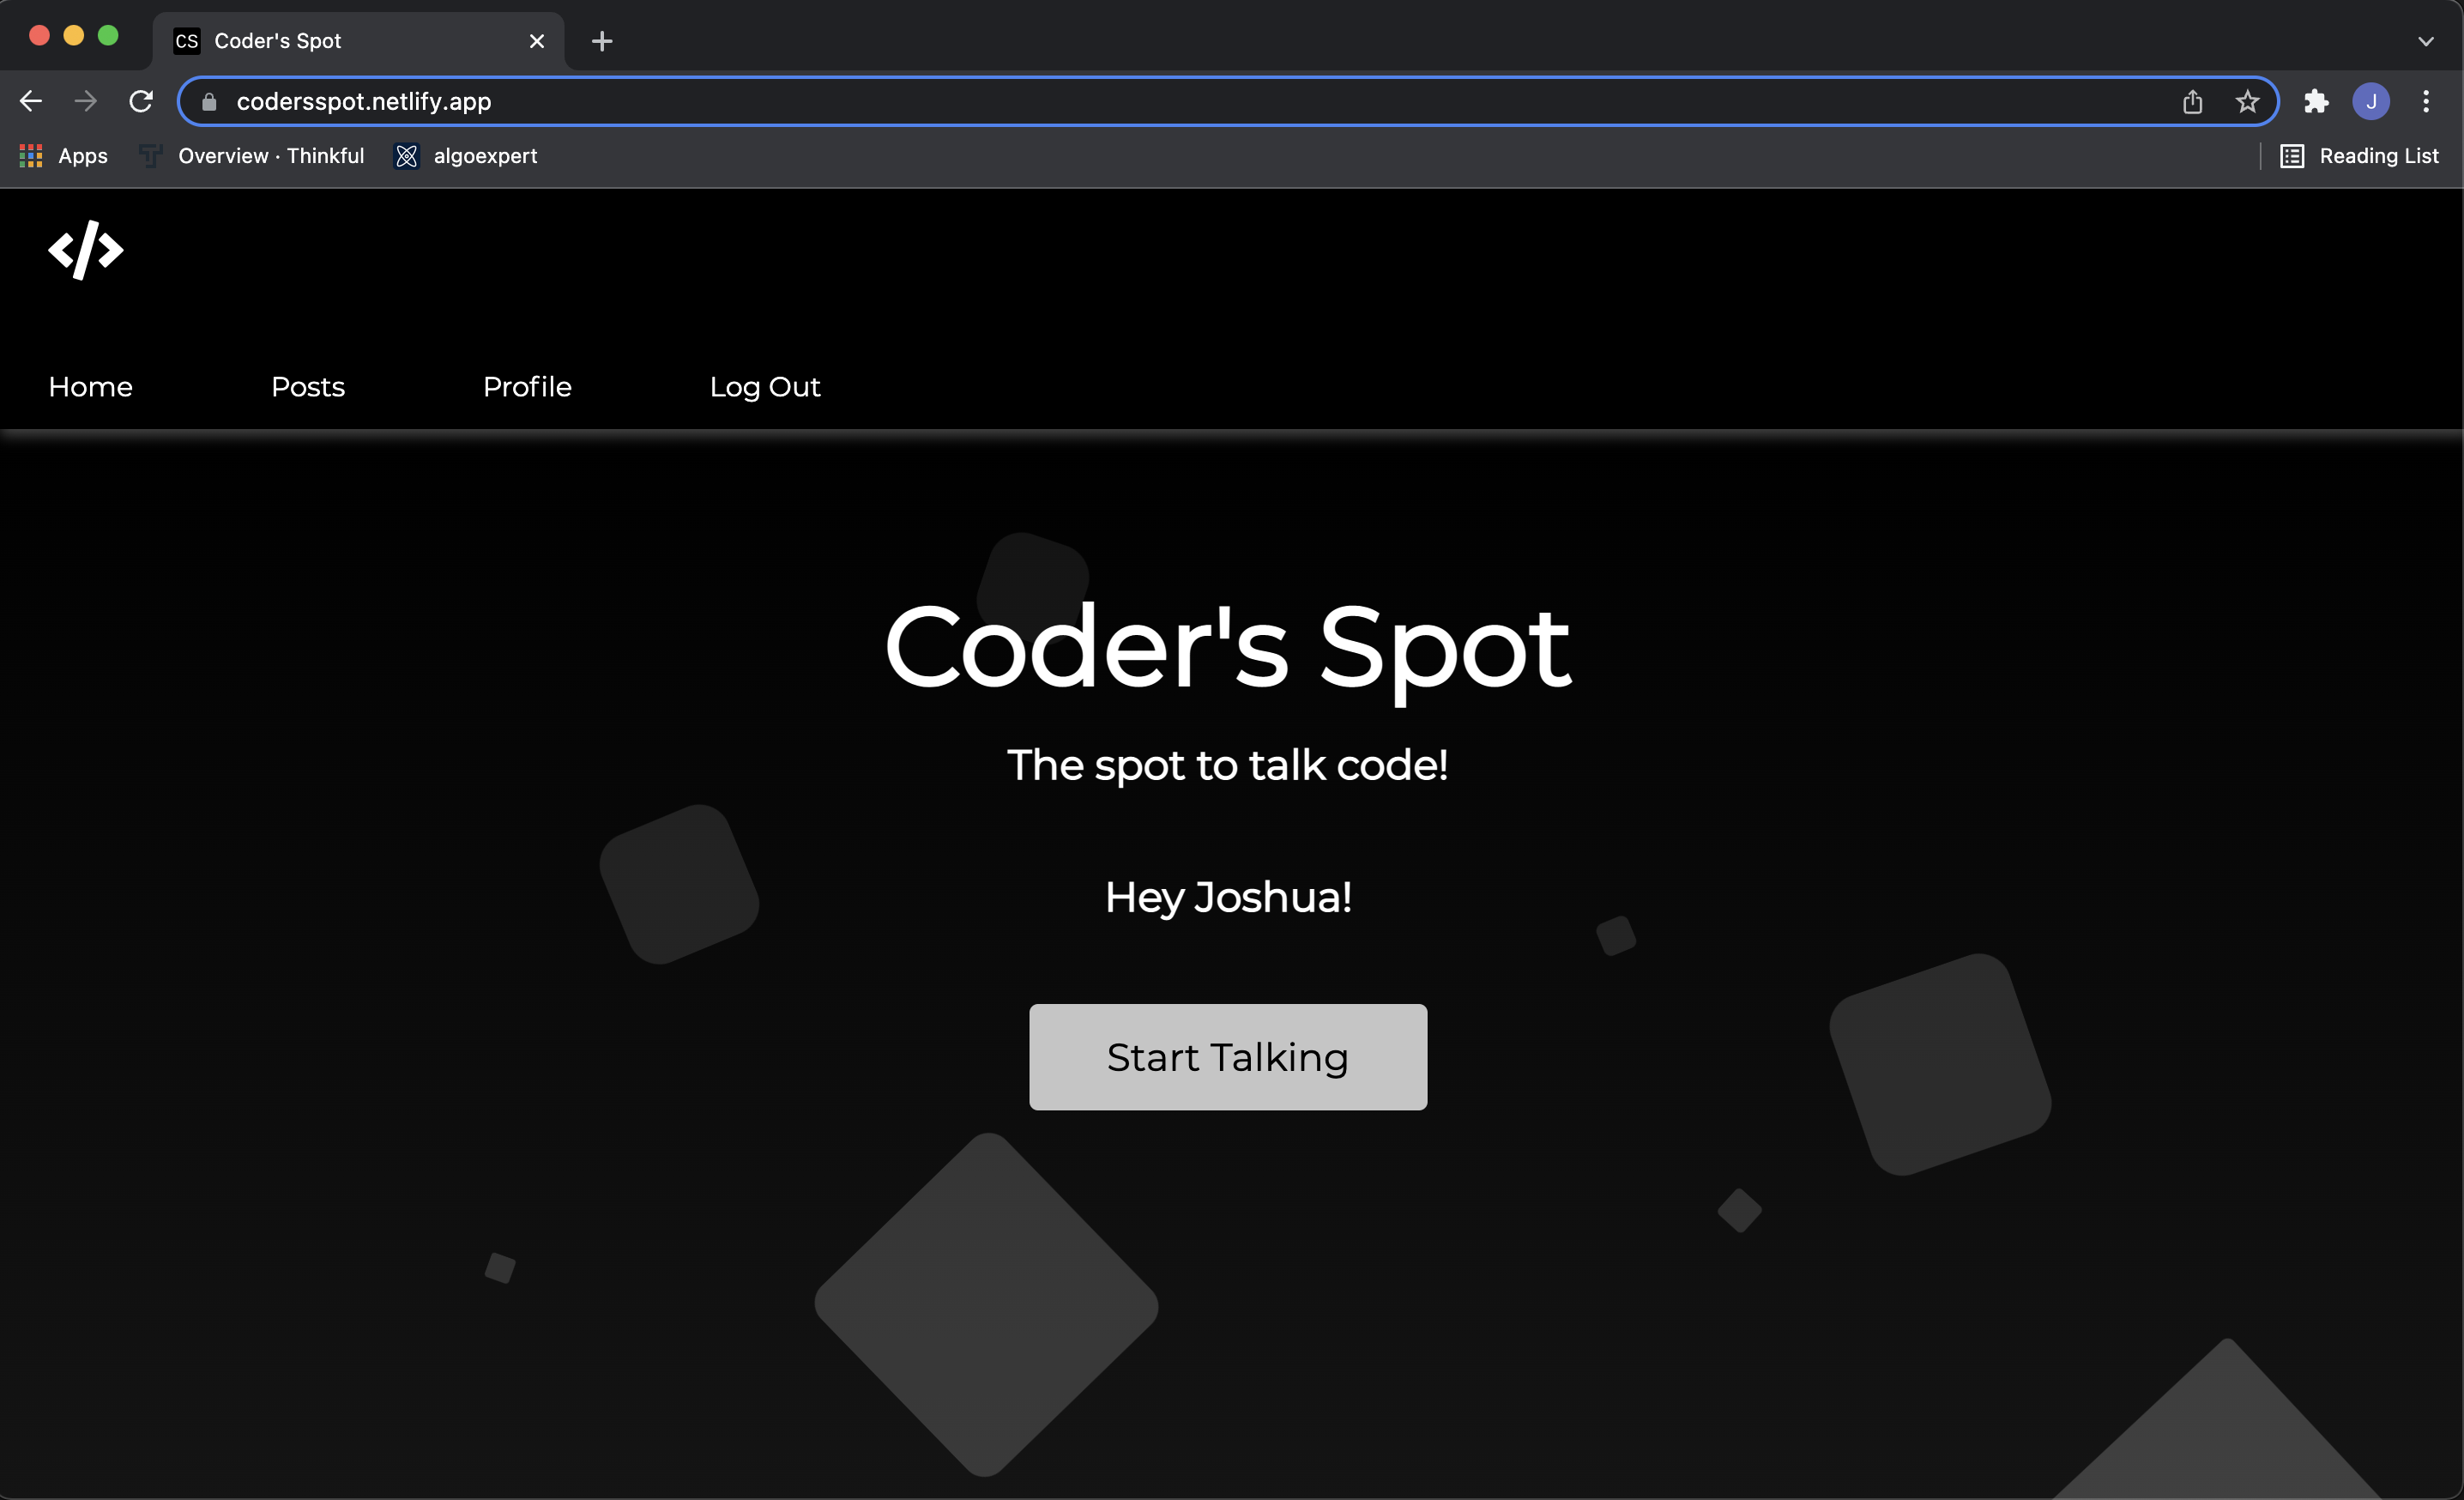 CS Coder's Spot
codersspot.netlify.app
J
Apps Overview · Thinkful algoexpert Reading List
</>
Home Posts Profile Log Out
Coder's Spot
The spot to talk code!
Hey Joshua!
Start Talking